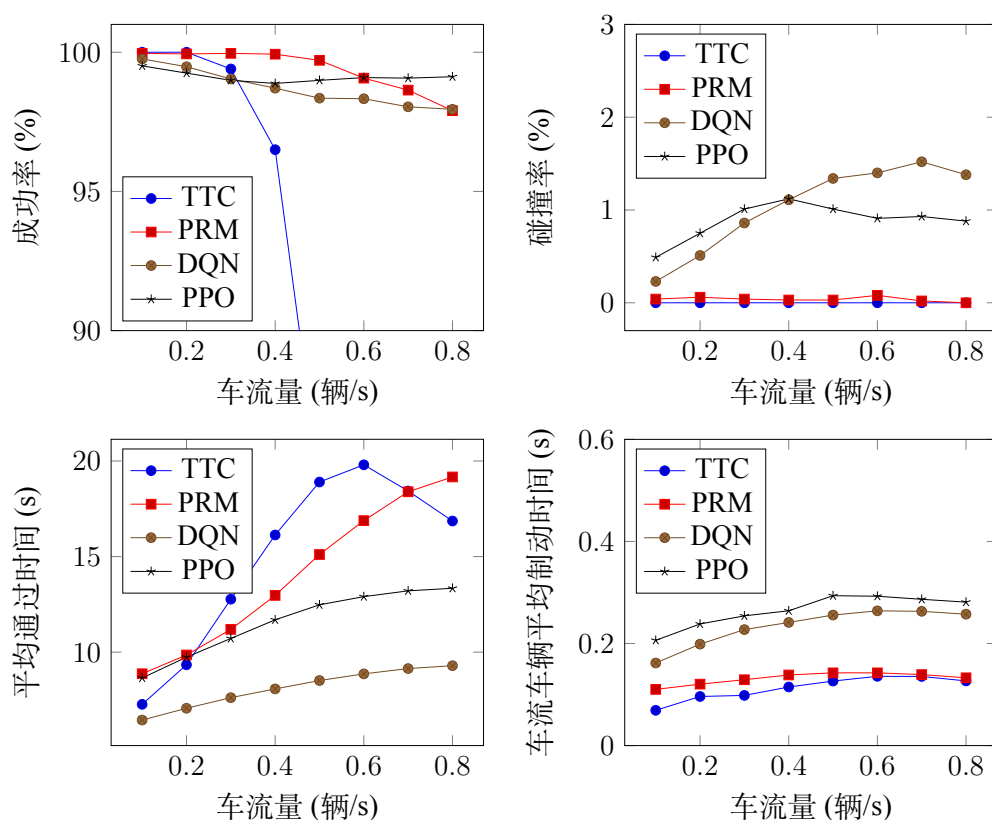 100
95
90
成功率 (%)
TTC
PRM
DQN
PPO
0.2 0.4 0.6 0.8
车流量 (辆/s)
3
2
1
0
碰撞率 (%)
TTC
PRM
DQN
PPO
0.2 0.4 0.6 0.8
车流量 (辆/s)
20
15
10
平均通过时间 (s)
TTC
PRM
DQN
PPO
0.2 0.4 0.6 0.8
车流量 (辆/s)
0.6
0.4
0.2
0
车流车辆平均制动时间 (s)
TTC
PRM
DQN
PPO
0.2 0.4 0.6 0.8
车流量 (辆/s)